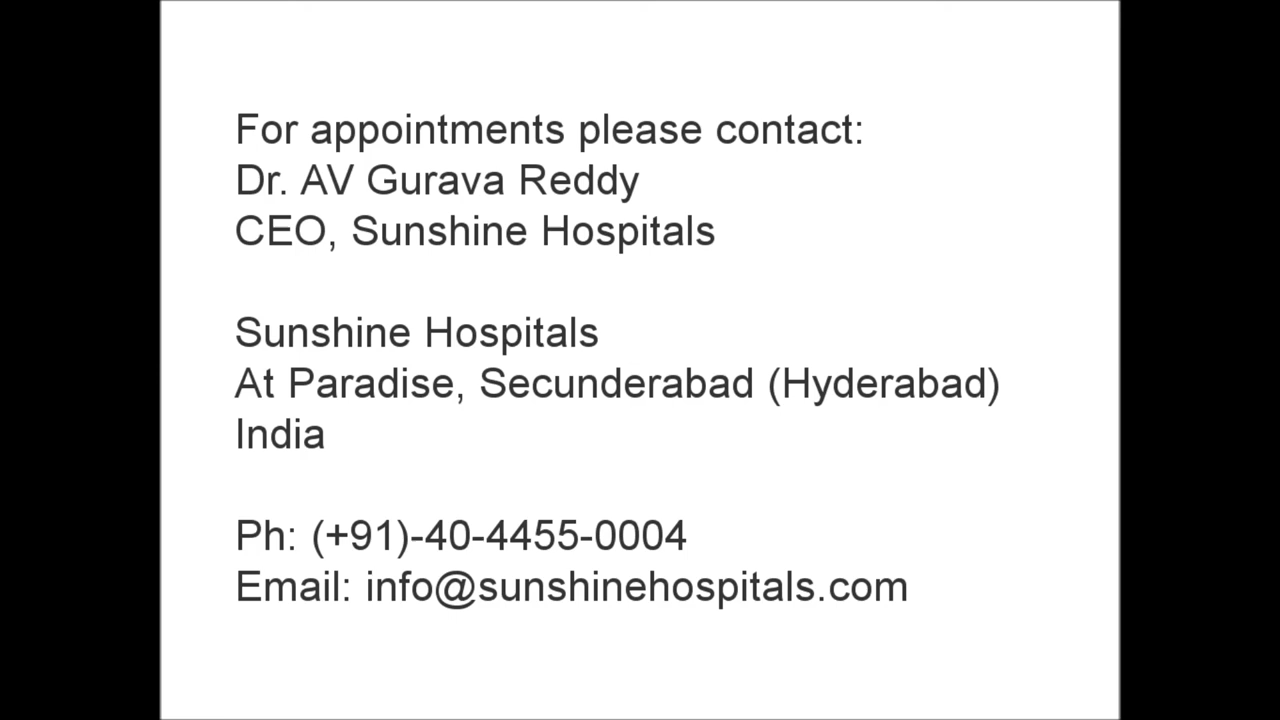 For appointments please contact:
Dr. AV Gurava Reddy
CEO, Sunshine Hospitals
Sunshine Hospitals
At Paradise, Secunderabad (Hyderabad)
India
Ph: (+91)-40-4455-0004
Email: info@sunshinehospitals.com